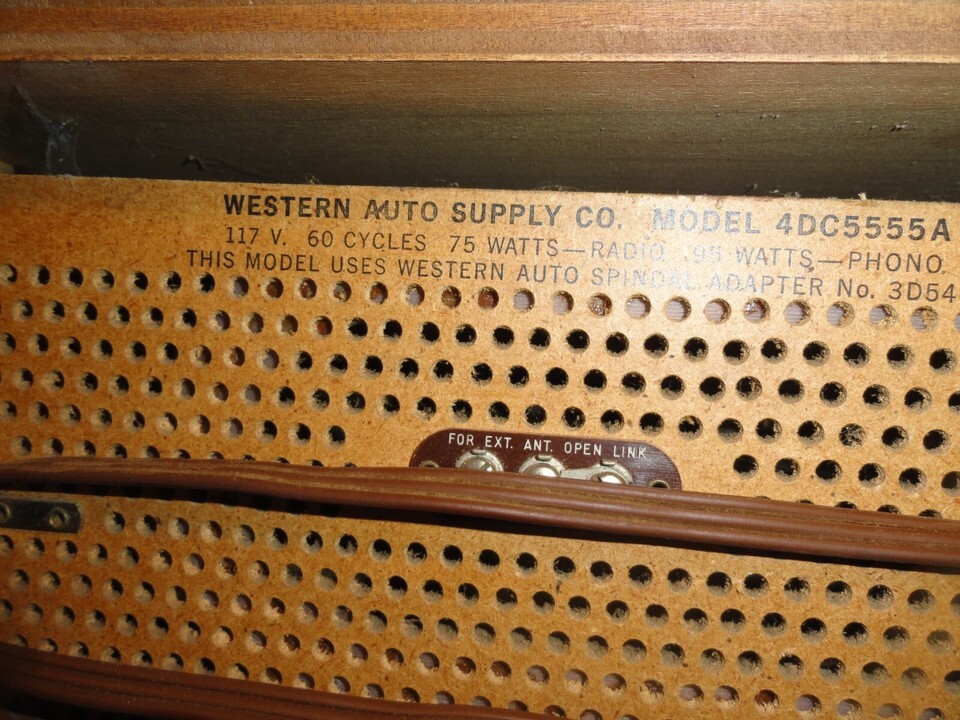 WESTERN AUTO SUPPLY CO. MODEL 4DC5555A
117 V. 60 CYCLES 75 WATTS—RADIO 95 WATTS—PHONO.
THIS MODEL USES WESTERN AUTO SPINDAL ADAPTER No. 3D54
FOR EXT. ANT. OPEN LINK